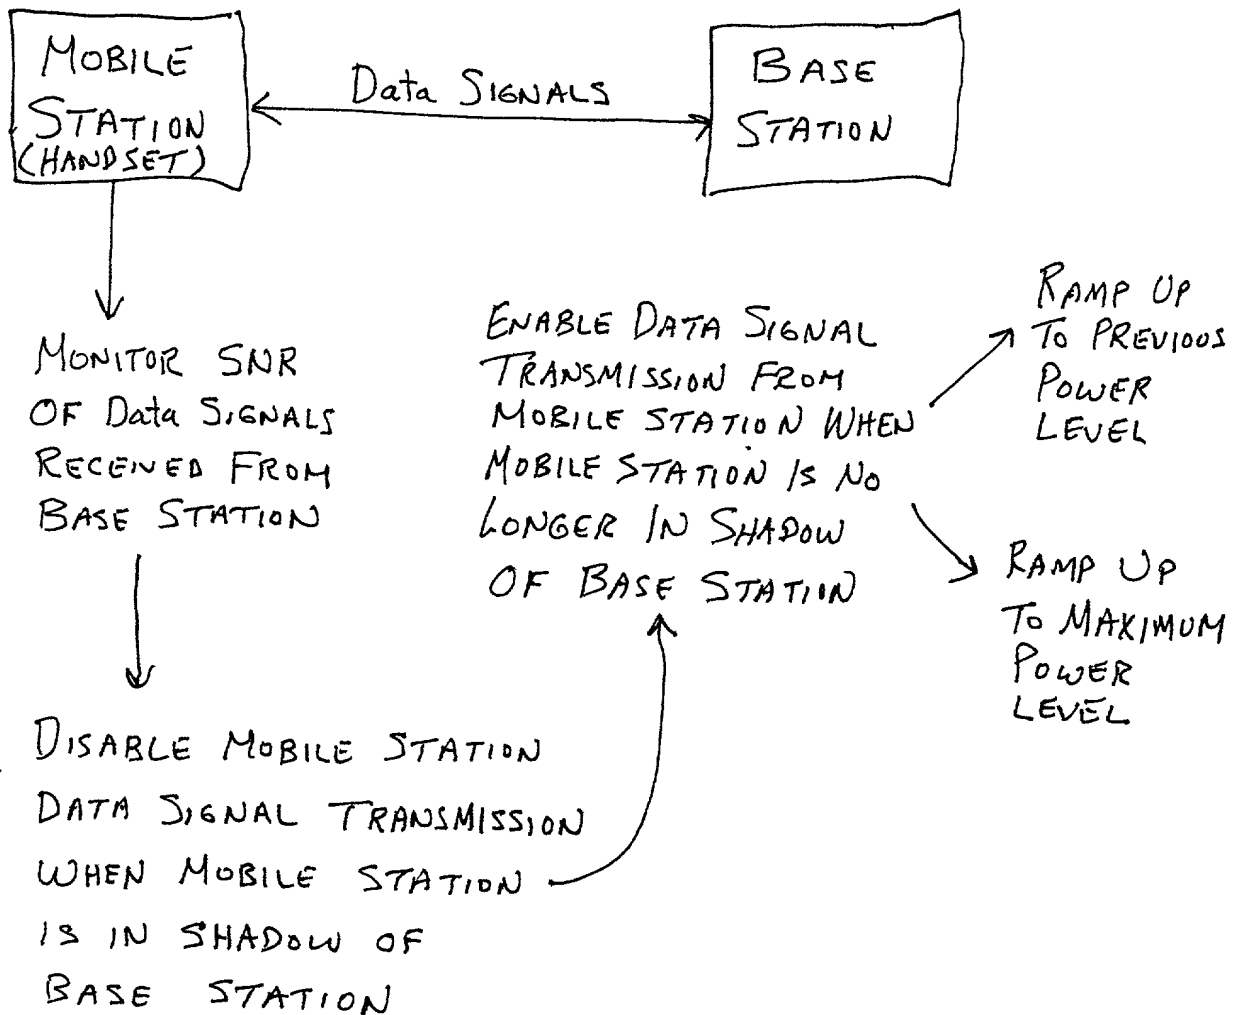 MOBILE
STATION
(HANDSET)
Data SIGNALS
BASE
STATION
MONITOR SNR
OF Data SIGNALS
RECEIVED FROM
BASE STATION
DISABLE MOBILE STATION
DATA SIGNAL TRANSMISSION
WHEN MOBILE STATION
IS IN SHADOW OF
BASE STATION
ENABLE DATA SIGNAL
TRANSMISSION FROM
MOBILE STATION WHEN
MOBILE STATION IS NO
LONGER IN SHADOW
OF BASE STATION
RAMP UP
TO PREVIOUS
POWER
LEVEL
RAMP UP
TO MAXIMUM
POWER
LEVEL